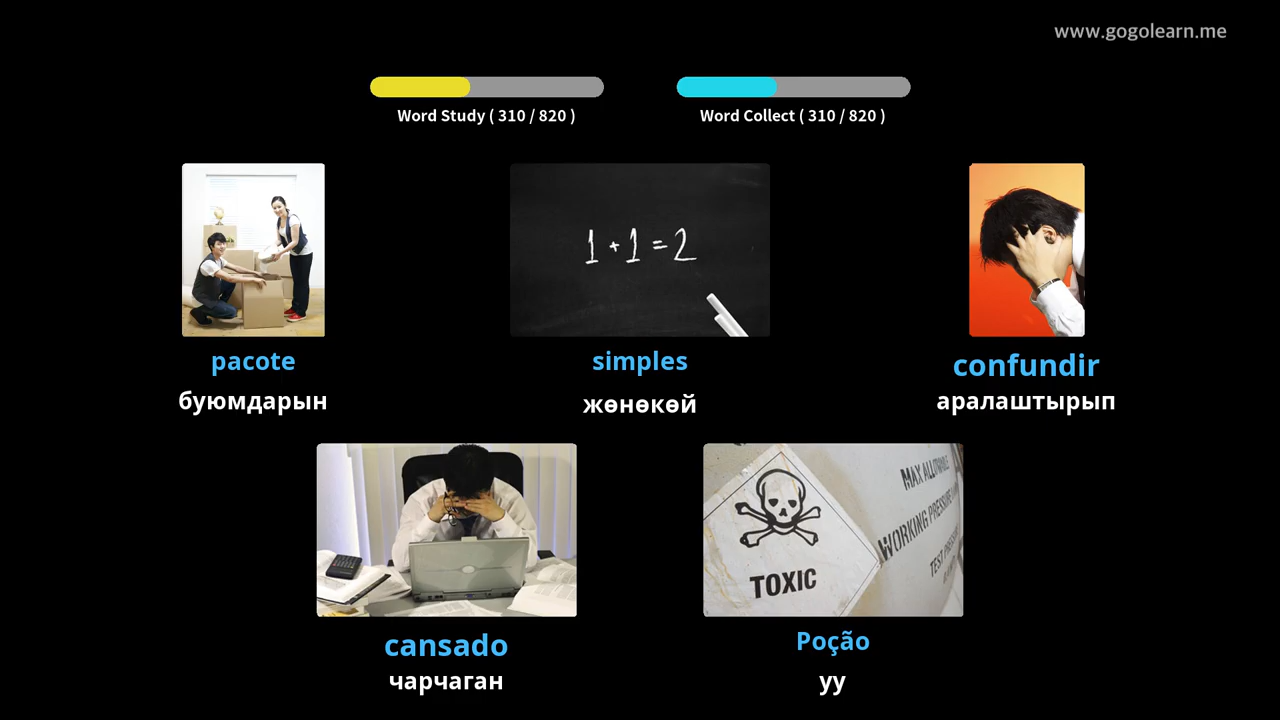 www.gogolearn.me
Word Study ( 310 / 820 )
Word Collect ( 310 / 820 )
1 + 1 = 2
pacote
simples
confundir
буюмдарын
жөнөкөй
аралаштырып
MAX ALLOWABLE
WORKING PRESSURE
TEST
TOXIC
cansado
Poção
чарчаган
уу